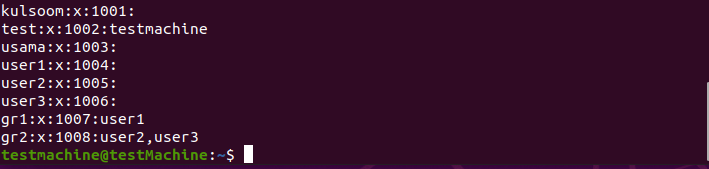 kulsoom:x:1001:
test:x:1002:testmachine
usama:x:1003:
user1:x:1004:
user2:x:1005:
user3:x:1006:
gr1:x:1007:user1
gr2:x:1008:user2,user3
testmachine@testMachine:~$